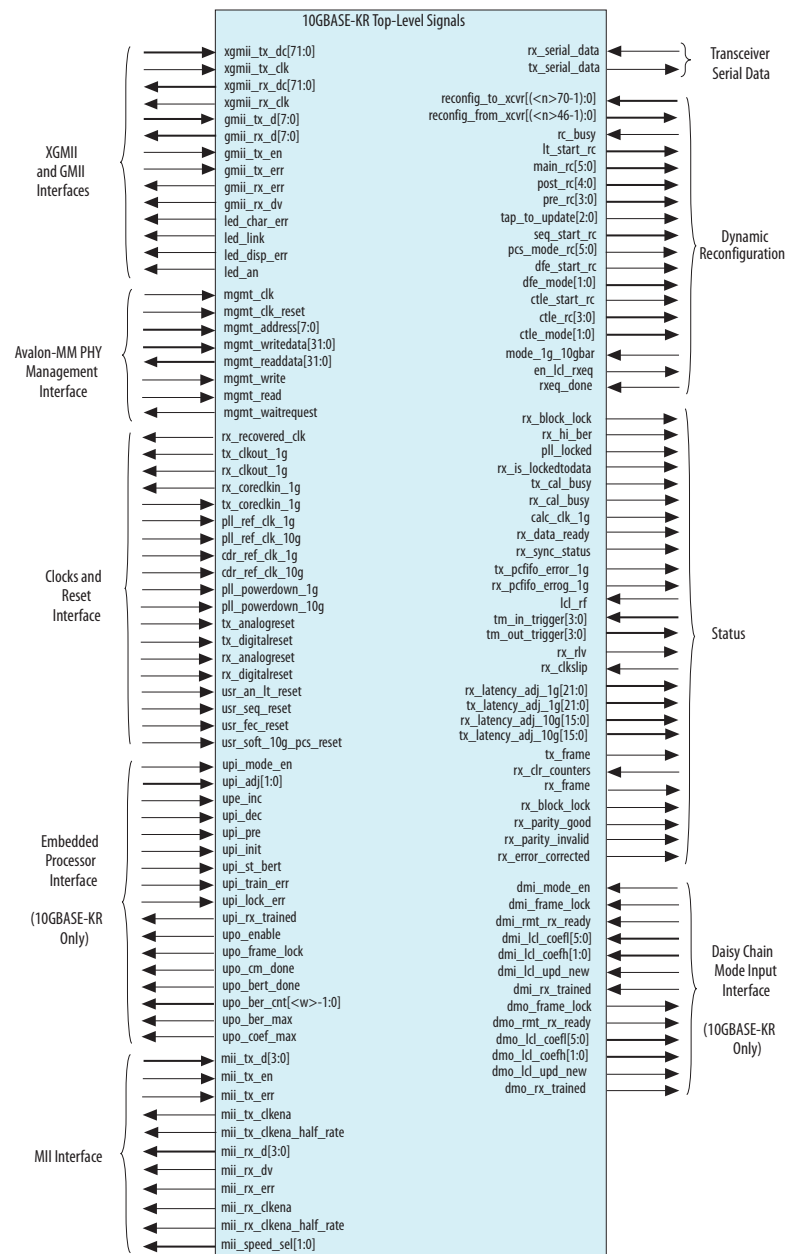 10GBASE-KR Top-Level Signals
XGMII
and GMII
Interfaces
xgmii_tx_dc[71:0]
xgmii_tx_clk
xgmii_rx_dc[71:0]
xgmii_rx_clk
gmii_tx_d[7:0]
gmii_rx_d[7:0]
gmii_tx_en
gmii_tx_err
gmii_rx_err
gmii_rx_dv
led_char_err
led_link
led_disp_err
led_an
Avalon-MM PHY
Management
Interface
mgmt_clk
mgmt_clk_reset
mgmt_address[7:0]
mgmt_writedata[31:0]
mgmt_readdata[31:0]
mgmt_write
mgmt_read
mgmt_waitrequest
Clocks and
Reset
Interface
rx_recovered_clk
tx_clkout_1g
rx_clkout_1g
rx_coreclkin_1g
tx_coreclkin_1g
pll_ref_clk_1g
pll_ref_clk_10g
cdr_ref_clk_1g
cdr_ref_clk_10g
pll_powerdown_1g
pll_powerdown_10g
tx_analogreset
tx_digitalreset
rx_analogreset
rx_digitalreset
usr_an_lt_reset
usr_seq_reset
usr_fec_reset
usr_soft_10g_pcs_reset
Embedded
Processor
Interface
(10GBASE-KR
Only)
upi_mode_en
upi_adj[1:0]
upe_inc
upi_dec
upi_pre
upi_init
upi_st_bert
upi_train_err
upi_lock_err
upi_rx_trained
upo_enable
upo_frame_lock
upo_cm_done
upo_bert_done
upo_ber_cnt[<w>-1:0]
upo_ber_max
upo_coef_max
MII Interface
mii_tx_d[3:0]
mii_tx_en
mii_tx_err
mii_tx_clkena
mii_tx_clkena_half_rate
mii_rx_d[3:0]
mii_rx_dv
mii_rx_err
mii_rx_clkena
mii_rx_clkena_half_rate
mii_speed_sel[1:0]
rx_serial_data
tx_serial_data
Transceiver
Serial Data
reconfig_to_xcvr[(<n>70-1):0]
reconfig_from_xcvr[(<n>46-1):0]
rc_busy
lt_start_rc
main_rc[5:0]
post_rc[4:0]
pre_rc[3:0]
tap_to_update[2:0]
seq_start_rc
pcs_mode_rc[5:0]
dfe_start_rc
dfe_mode[1:0]
ctle_start_rc
ctle_rc[3:0]
ctle_mode[1:0]
mode_1g_10gbar
en_lcl_rxeq
rxeq_done
Dynamic
Reconfiguration
rx_block_lock
rx_hi_ber
pll_locked
rx_is_lockedtodata
tx_cal_busy
rx_cal_busy
calc_clk_1g
rx_data_ready
rx_sync_status
tx_pcfifo_error_1g
rx_pcfifo_errog_1g
lcl_rf
tm_in_trigger[3:0]
tm_out_trigger[3:0]
rx_rlv
rx_clkslip
rx_latency_adj_1g[21:0]
tx_latency_adj_1g[21:0]
rx_latency_adj_10g[15:0]
tx_latency_adj_10g[15:0]
tx_frame
rx_clr_counters
rx_frame
rx_block_lock
rx_parity_good
rx_parity_invalid
rx_error_corrected
Status
dmi_mode_en
dmi_frame_lock
dmi_rmt_rx_ready
dmi_lcl_coefl[5:0]
dmi_lcl_coefh[1:0]
dmi_lcl_upd_new
dmi_rx_trained
dmo_frame_lock
dmo_rmt_rx_ready
dmo_lcl_coefl[5:0]
dmo_lcl_coefh[1:0]
dmo_lcl_upd_new
dmo_rx_trained
Daisy Chain
Mode Input
Interface
(10GBASE-KR
Only)